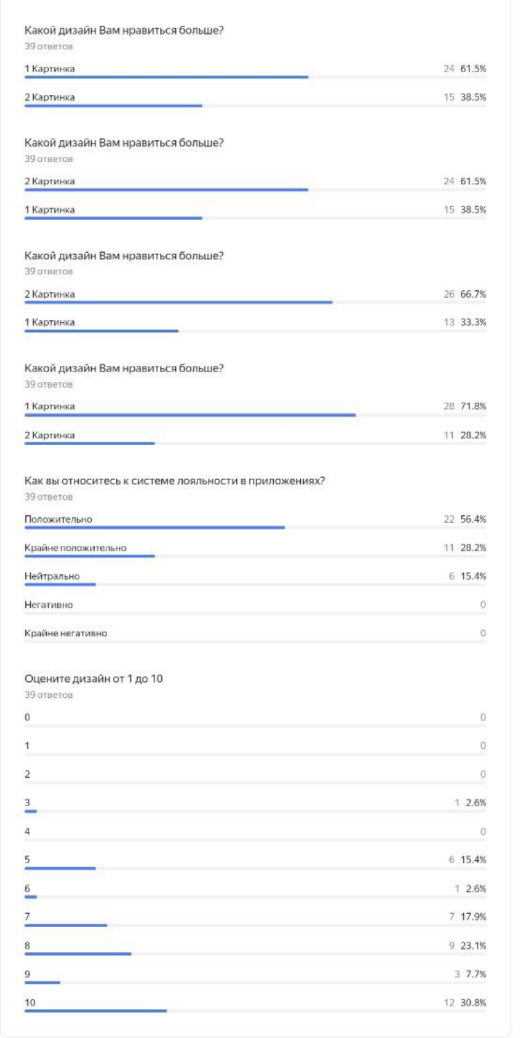 Какой дизайн Вам нравиться больше?
39 ответов
1 Картинка 24 61.5%
2 Картинка 15 38.5%
Какой дизайн Вам нравиться больше?
39 ответов
2 Картинка 24 61.5%
1 Картинка 15 38.5%
Какой дизайн Вам нравиться больше?
39 ответов
2 Картинка 26 66.7%
1 Картинка 13 33.3%
Какой дизайн Вам нравиться больше?
39 ответов
1 Картинка 28 71.8%
2 Картинка 11 28.2%
Как вы относитесь к системе лояльности в приложениях?
39 ответов
Положительно 22 56.4%
Крайне положительно 11 28.2%
Нейтрально 6 15.4%
Негативно 0
Крайне негативно 0
Оцените дизайн от 1 до 10
39 ответов
0 0
1 0
2 0
3 1 2.6%
4 0
5 6 15.4%
6 1 2.6%
7 7 17.9%
8 9 23.1%
9 3 7.7%
10 12 30.8%